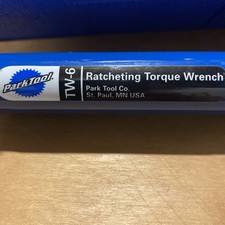 ParkTool
TW-6
Ratcheting Torque Wrench
Park Tool Co.
St. Paul, MN USA